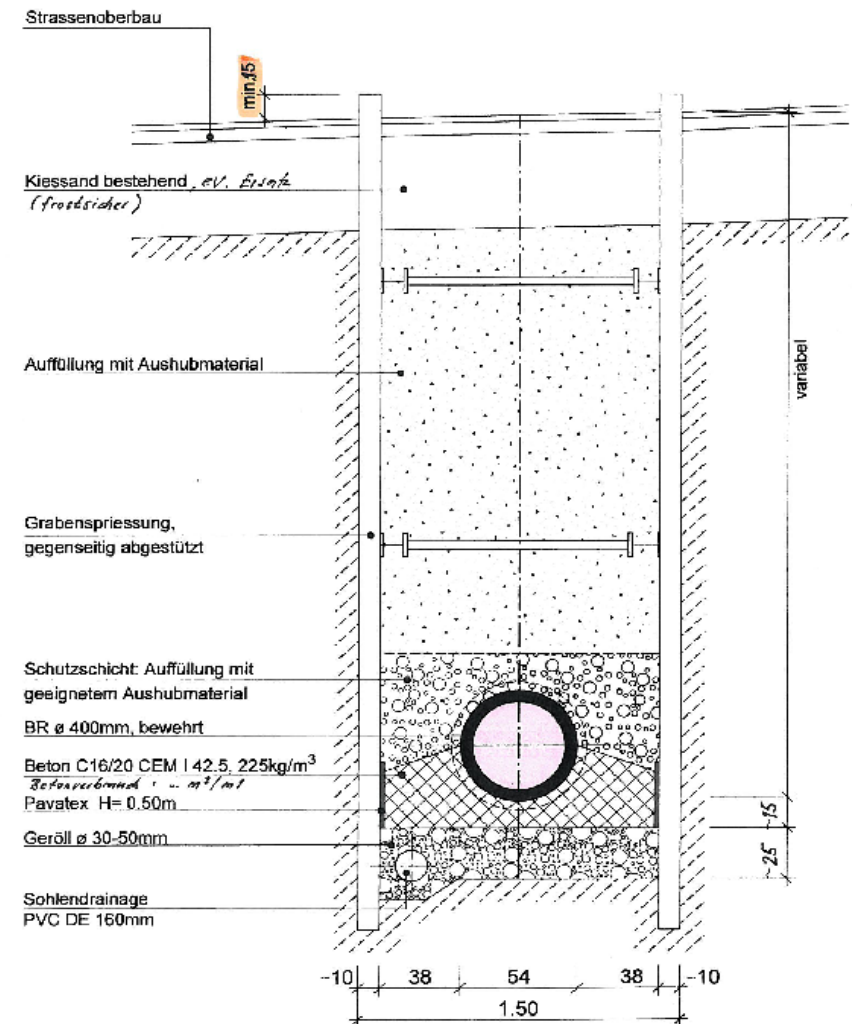 Strassenoberbau
min.15
Kiessand bestehend, ev. Ersatz
(frostsicher)
Auffüllung mit Aushubmaterial
variabel
Grabenspriessung,
gegenseitig abgestützt
Schutzschicht: Auffüllung mit
geeignetem Aushubmaterial
BR ø 400mm, bewehrt
Beton C16/20 CEM I 42.5, 225kg/m³
Betonverbrauch : m³/m1
Pavatex H= 0.50m
~15
Geröll ø 30-50mm
~25
Sohlendrainage
PVC DE 160mm
~10 38 54 38 ~10
1.50